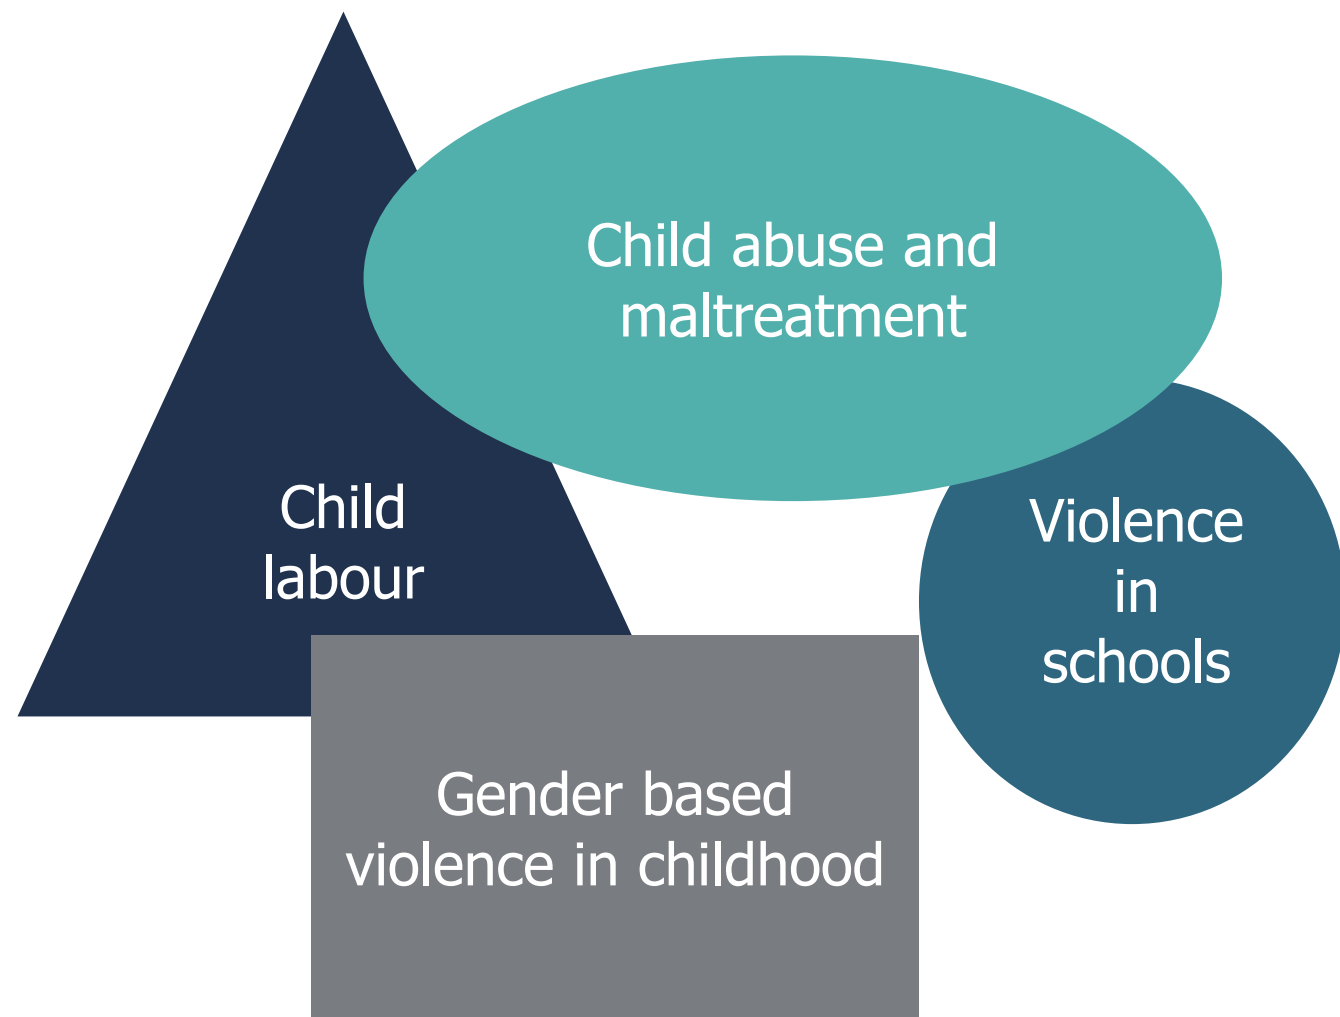 Child abuse and
maltreatment
Child
labour
Violence
in
schools
Gender based
violence in childhood